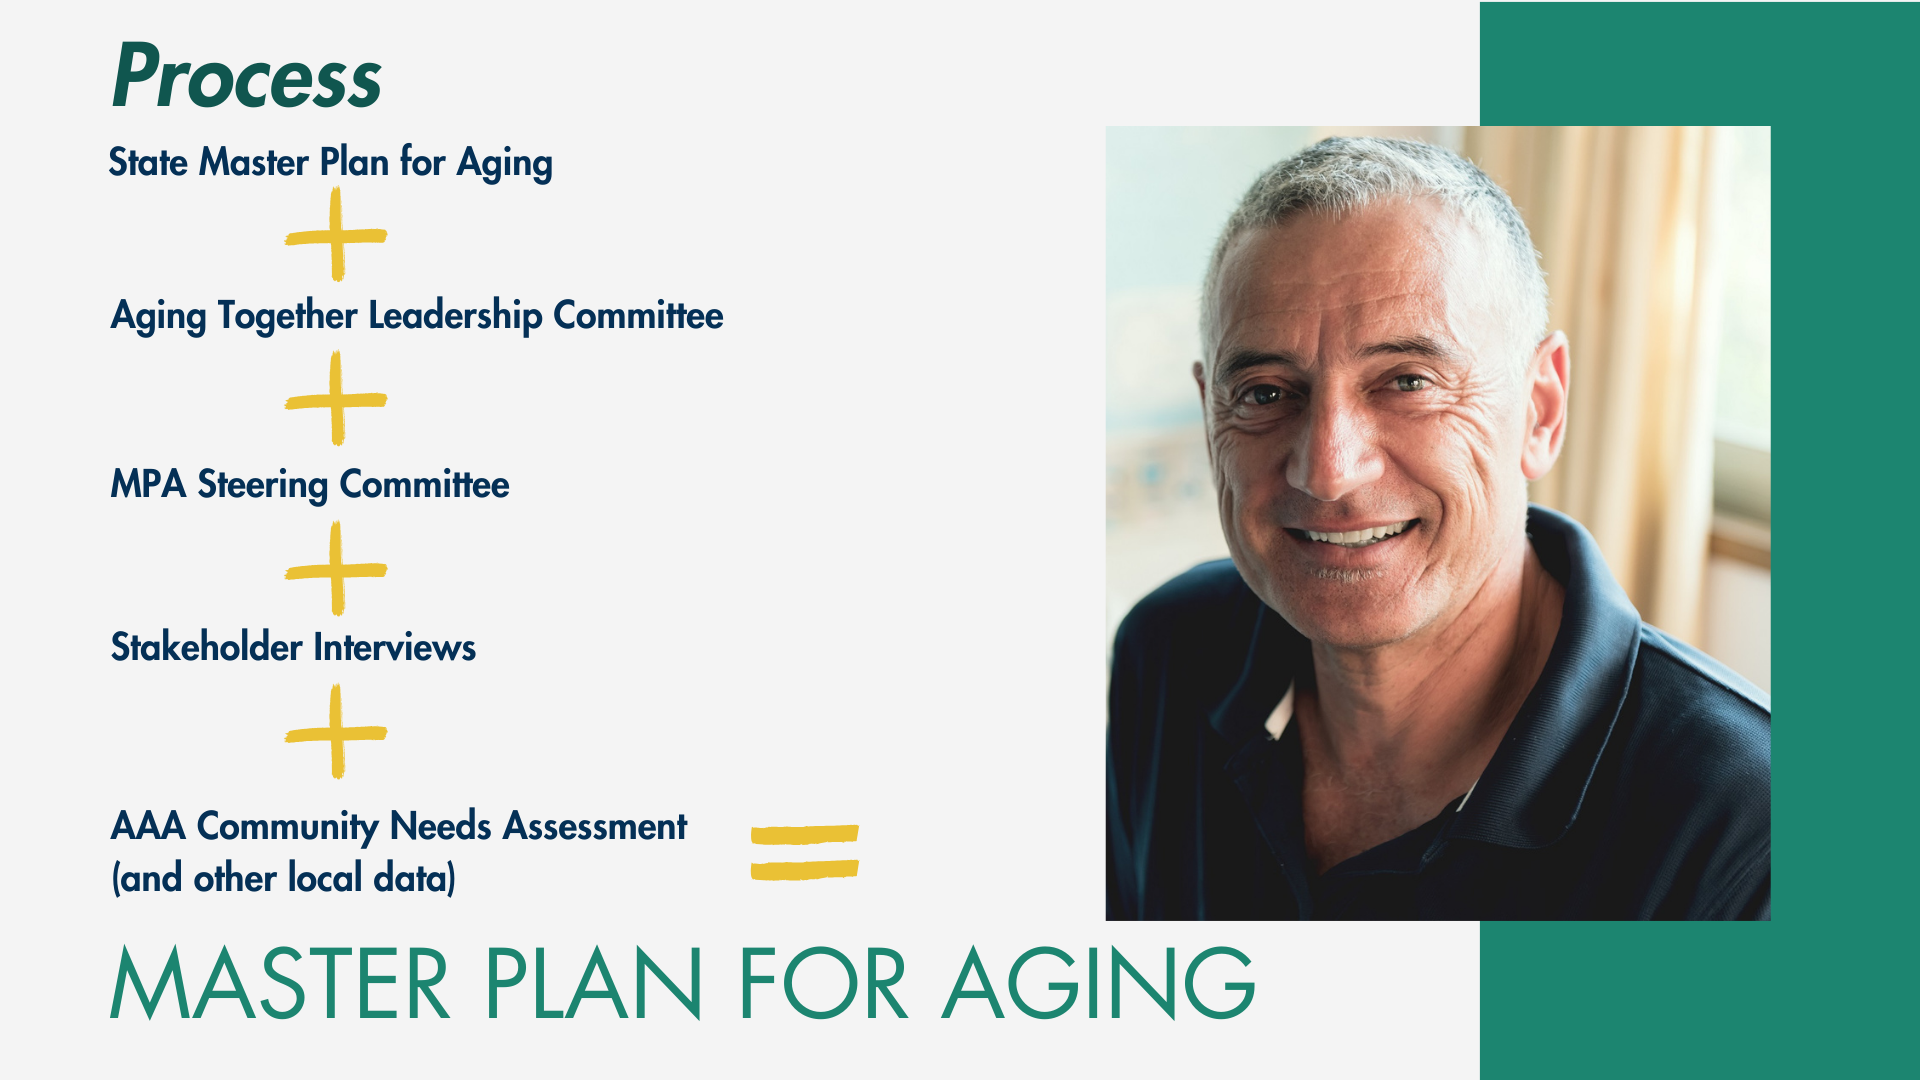 Process
State Master Plan for Aging
+
Aging Together Leadership Committee
+
MPA Steering Committee
+
Stakeholder Interviews
+
AAA Community Needs Assessment
(and other local data)
=
MASTER PLAN FOR AGING